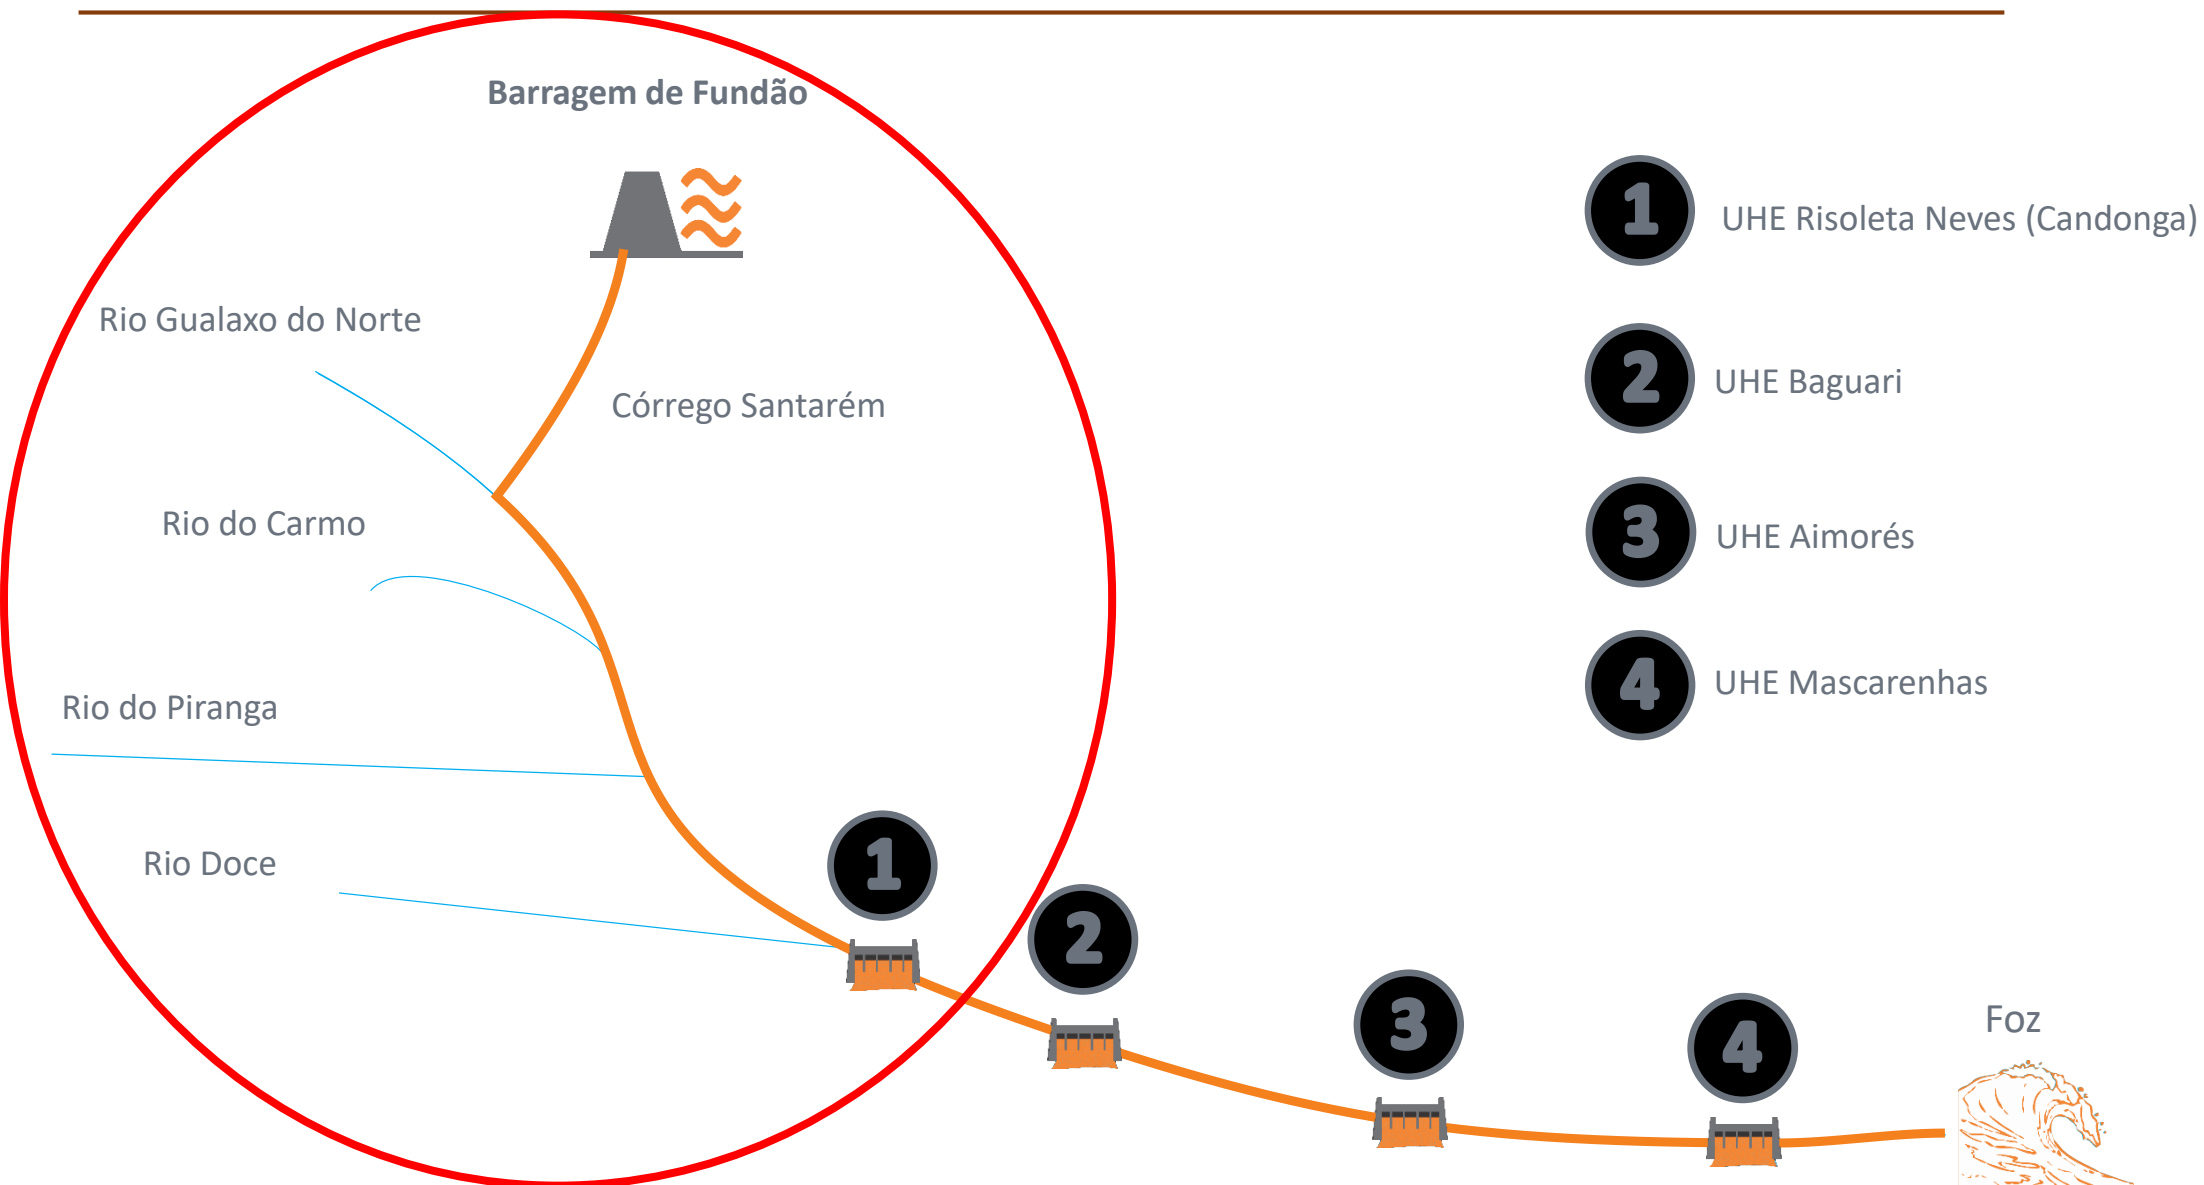 Barragem de Fundão
Rio Gualaxo do Norte
Córrego Santarém
Rio do Carmo
Rio do Piranga
Rio Doce
1
2
3
4
Foz
1 UHE Risoleta Neves (Candonga)
2 UHE Baguari
3 UHE Aimorés
4 UHE Mascarenhas